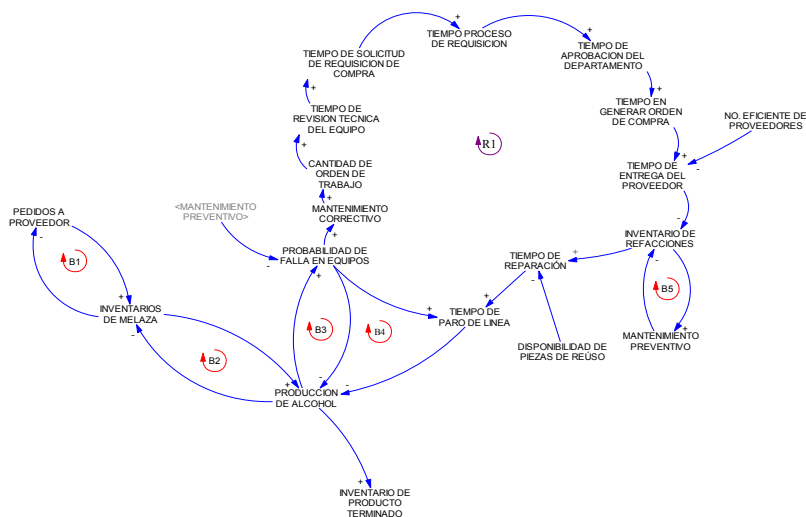 TIEMPO PROCESO
DE REQUISICION
TIEMPO DE SOLICITUD
DE REQUISICION DE
COMPRA
TIEMPO DE
APROBACION DEL
DEPARTAMENTO
TIEMPO EN
GENERAR ORDEN
DE COMPRA
NO. EFICIENTE DE
PROVEEDORES
TIEMPO DE
REVISION TECNICA
DEL EQUIPO
R1
CANTIDAD DE
ORDEN DE
TRABAJO
TIEMPO DE
ENTREGA DEL
PROVEEDOR
<MANTENIMIENTO
PREVENTIVO>
MANTENIMIENTO
CORRECTIVO
PEDIDOS A
PROVEEDOR
INVENTARIO DE
REFACCIONES
PROBABILIDAD DE
FALLA EN EQUIPOS
TIEMPO DE
REPARACIÓN
B1
B5
INVENTARIOS
DE MELAZA
TIEMPO DE
PARO DE LINEA
B3
B4
MANTENIMIENTO
PREVENTIVO
DISPONIBILIDAD DE
PIEZAS DE REÚSO
B2
PRODUCCION
DE ALCOHOL
INVENTARIO DE
PRODUCTO
TERMINADO